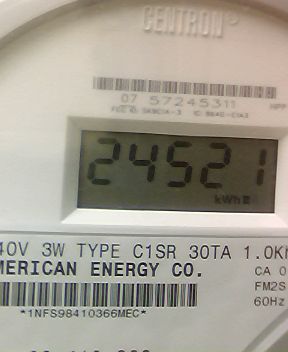 CENTRON
07 57245311
24521
kWh
40V 3W TYPE C1SR 30TA 1.0K
MERICAN ENERGY CO.
CA 0
FM2S
60Hz
*1NFS98410366MEC*